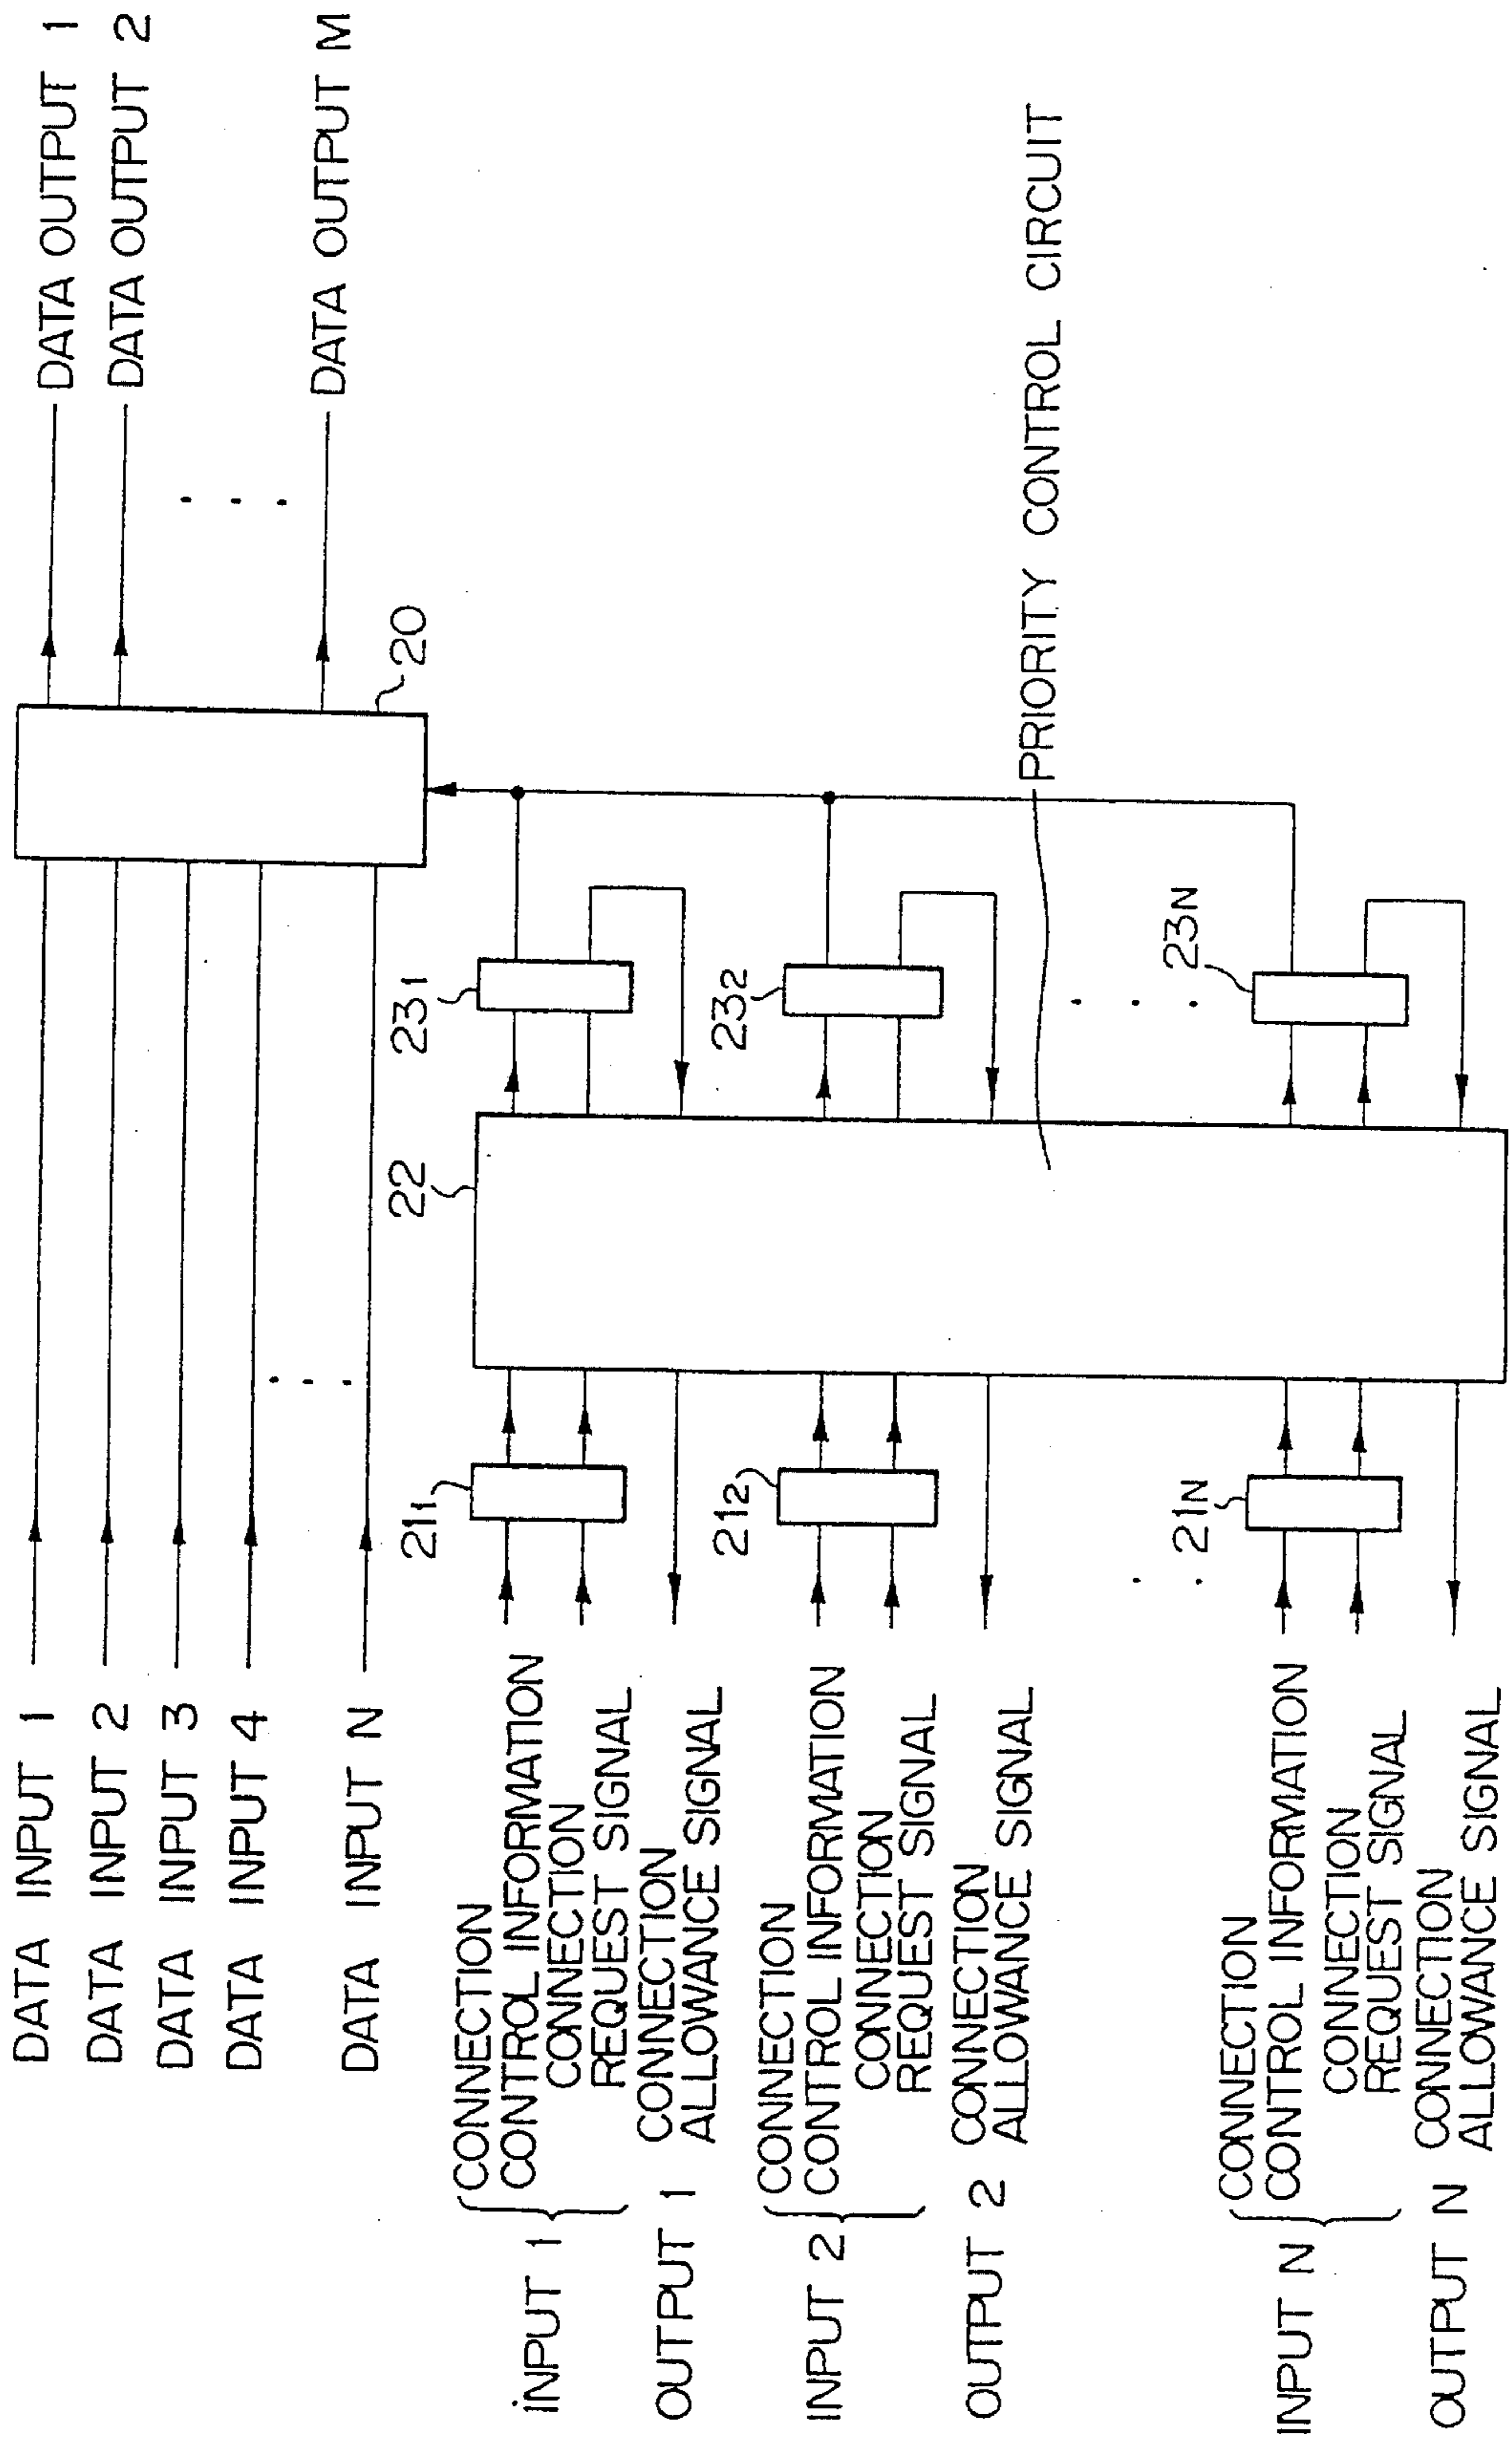 DATA INPUT 1
DATA INPUT 2
DATA INPUT 3
DATA INPUT 4
DATA INPUT N
DATA OUTPUT 1
DATA OUTPUT 2
DATA OUTPUT M
20
INPUT 1
CONNECTION
CONTROL INFORMATION
CONNECTION
REQUEST SIGNAL
OUTPUT 1
CONNECTION
ALLOWANCE SIGNAL
211
22
231
INPUT 2
CONNECTION
CONTROL INFORMATION
CONNECTION
REQUEST SIGNAL
OUTPUT 2
CONNECTION
ALLOWANCE SIGNAL
212
232
PRIORITY CONTROL CIRCUIT
INPUT N
CONNECTION
CONTROL INFORMATION
CONNECTION
REQUEST SIGNAL
OUTPUT N
CONNECTION
ALLOWANCE SIGNAL
21N
23N